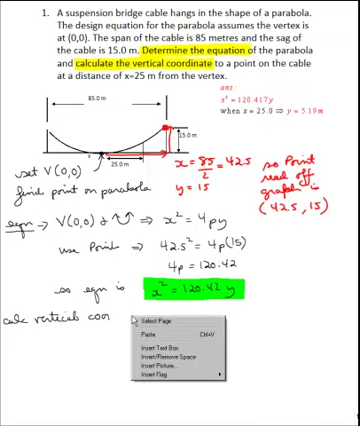 1. A suspension bridge cable hangs in the shape of a parabola.
The design equation for the parabola assumes the vertex is
at (0,0). The span of the cable is 85 metres and the sag of
the cable is 15.0 m. Determine the equation of the parabola
and calculate the vertical coordinate to a point on the cable
at a distance of x=25 m from the vertex.
ans
x² = 120.417y
when x = 25.0 ⇒ y = 5.19m
85.0 m
15.0 m
25.0 m
set V(0,0)
find point on parabola
x = 85/2 = 42.5
y = 15
so point
read off
graph is
(42.5, 15)
eqn → V(0,0) & ⇒ x² = 4py
use point ⇒ 42.5² = 4p(15)
4p = 120.42
so eqn is x² = 120.42 y
calc vertical coor
Select Page
Paste Ctrl+V
Insert Text Box
Insert/Remove Space
Insert Picture...
Insert Flag